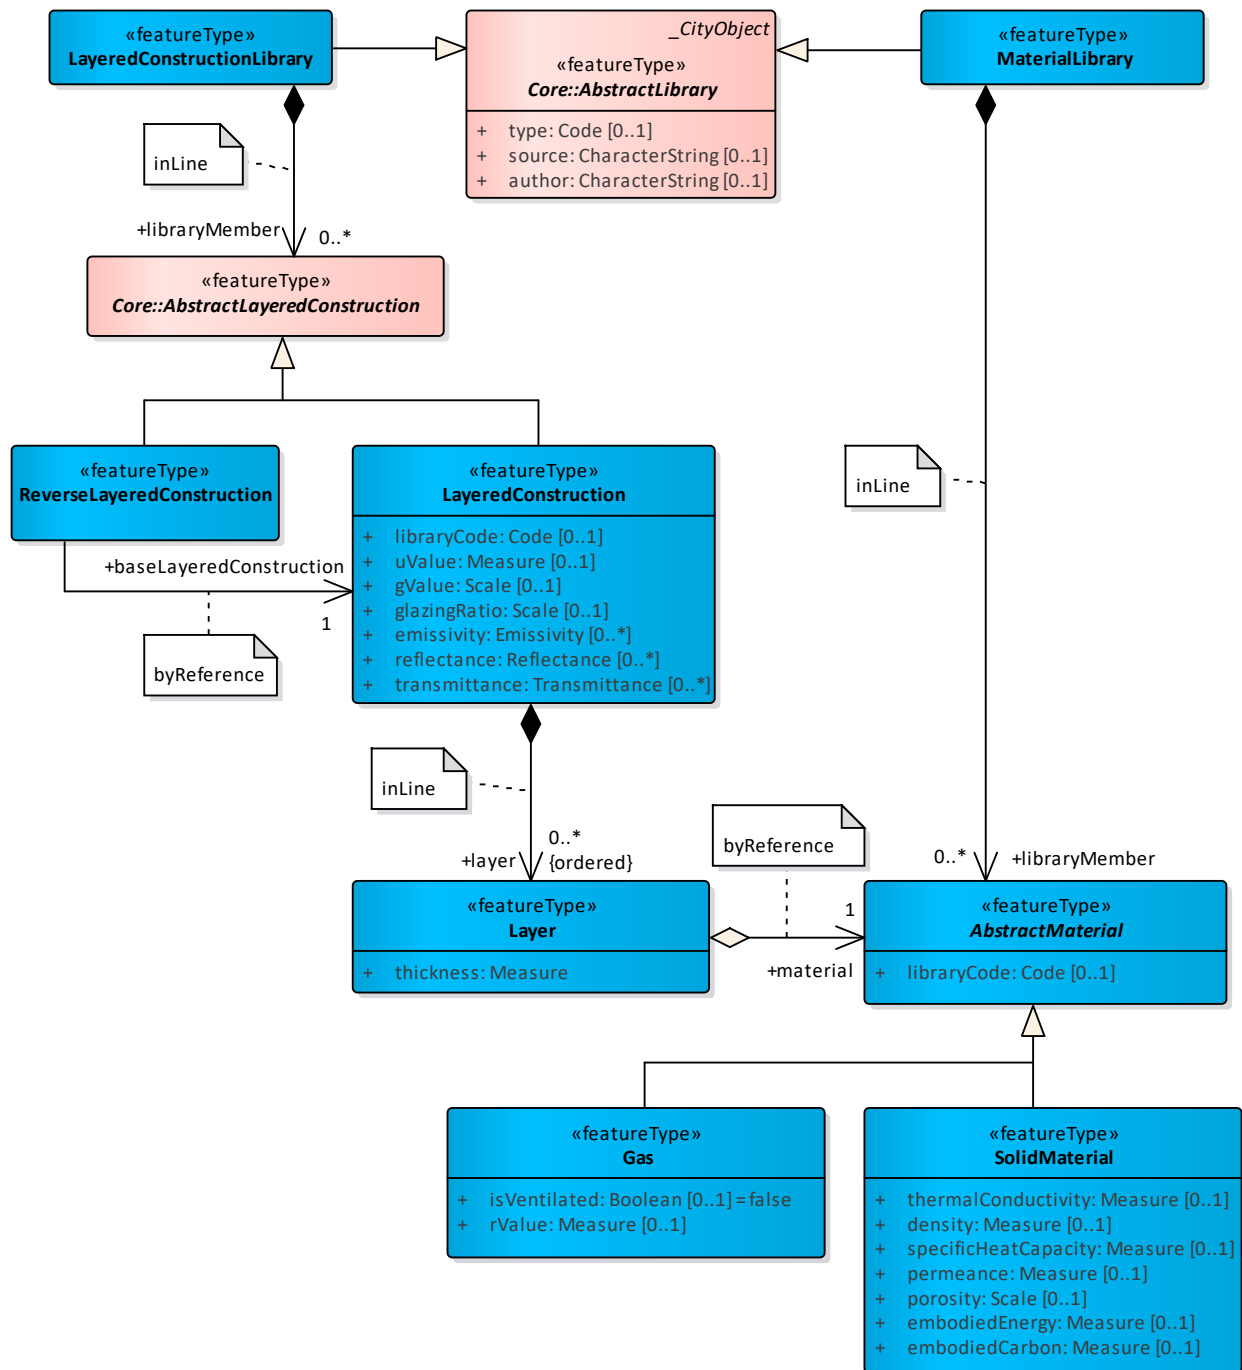 «featureType»
LayeredConstructionLibrary
_CityObject
«featureType»
Core::AbstractLibrary
+ type: Code [0..1]
+ source: CharacterString [0..1]
+ author: CharacterString [0..1]
«featureType»
MaterialLibrary
inLine
+libraryMember
0..*
«featureType»
Core::AbstractLayeredConstruction
«featureType»
ReverseLayeredConstruction
«featureType»
LayeredConstruction
+ libraryCode: Code [0..1]
+ uValue: Measure [0..1]
+ gValue: Scale [0..1]
+ glazingRatio: Scale [0..1]
+ emissivity: Emissivity [0..*]
+ reflectance: Reflectance [0..*]
+ transmittance: Transmittance [0..*]
inLine
+baseLayeredConstruction
1
byReference
inLine
+layer
0..*
{ordered}
byReference
0..*
+libraryMember
«featureType»
Layer
+ thickness: Measure
1
+material
«featureType»
AbstractMaterial
+ libraryCode: Code [0..1]
«featureType»
Gas
+ isVentilated: Boolean [0..1] = false
+ rValue: Measure [0..1]
«featureType»
SolidMaterial
+ thermalConductivity: Measure [0..1]
+ density: Measure [0..1]
+ specificHeatCapacity: Measure [0..1]
+ permeance: Measure [0..1]
+ porosity: Scale [0..1]
+ embodiedEnergy: Measure [0..1]
+ embodiedCarbon: Measure [0..1]